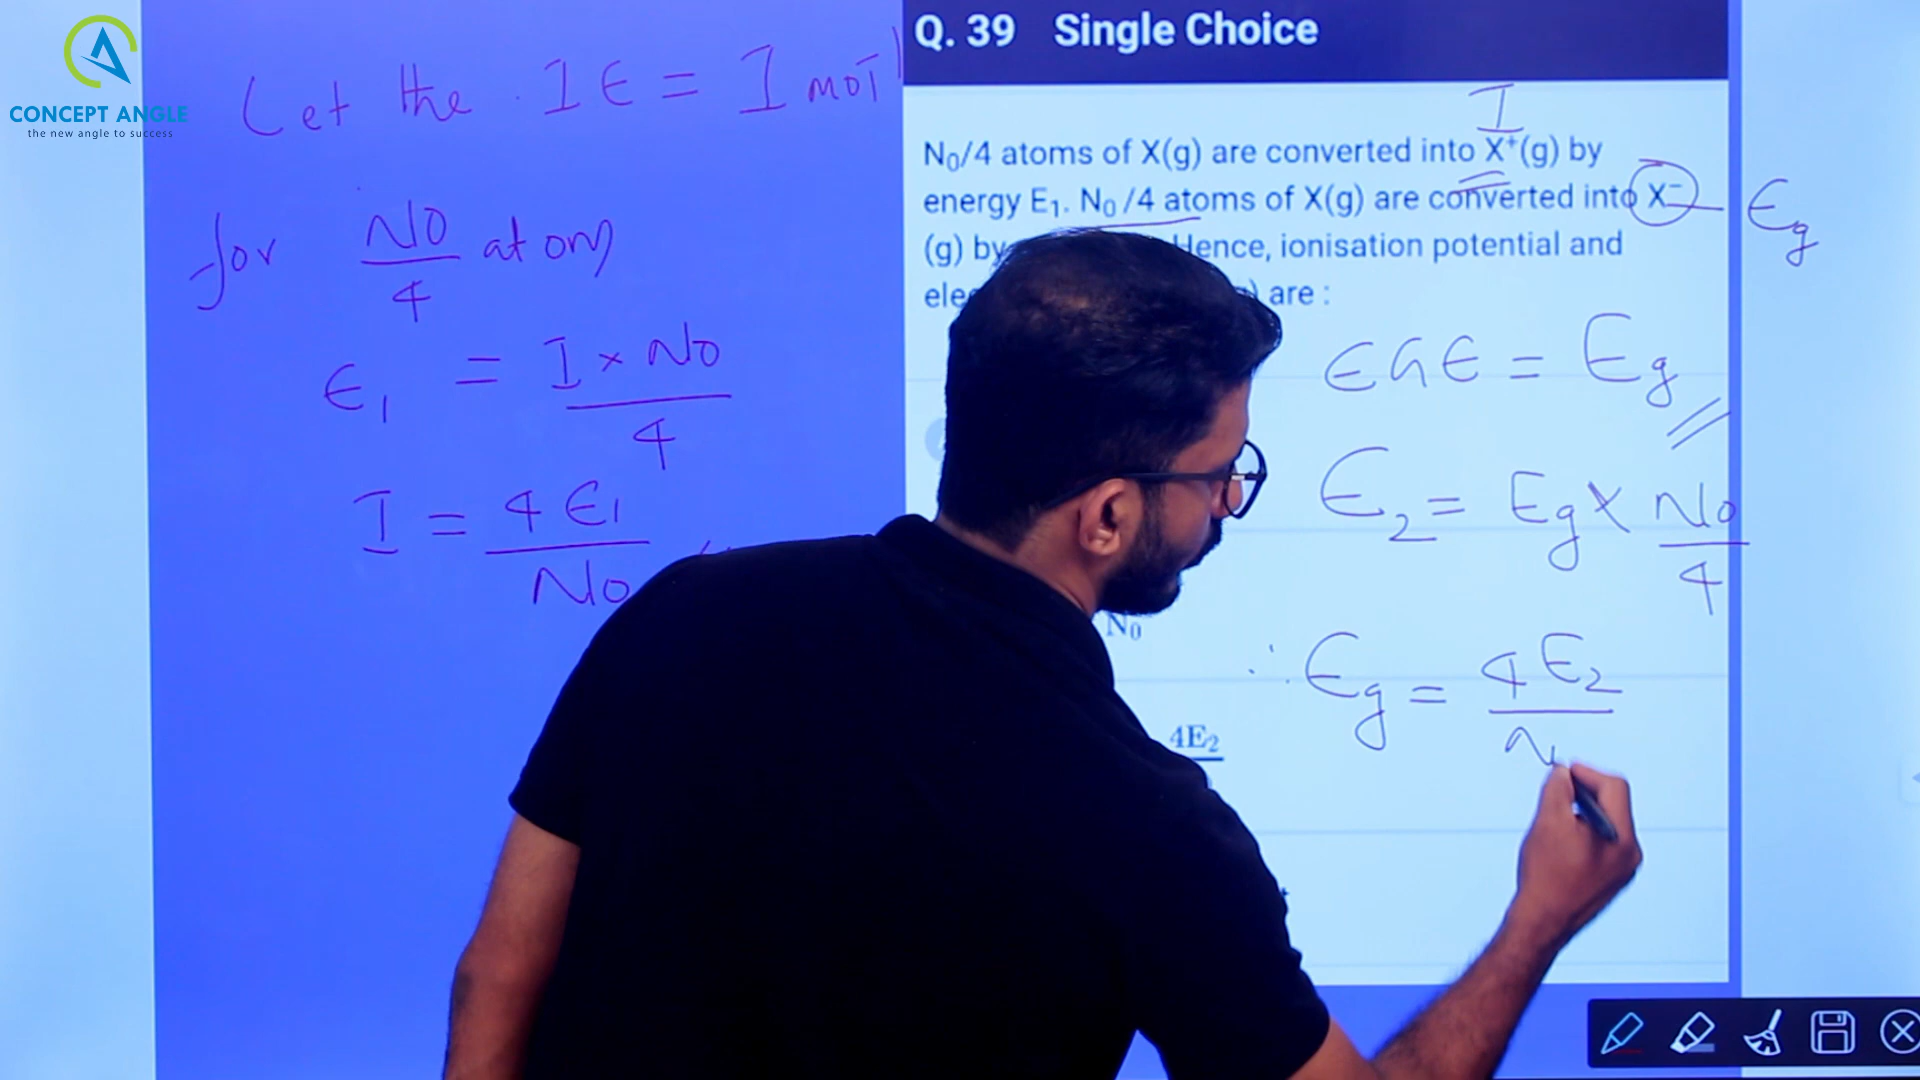 CONCEPT ANGLE
the new angle to success
Let the IE = I mol⁻¹
for N0/4 atom
E1 = I × N0/4
I = 4E1/N0
Q. 39 Single Choice
I
N₀/4 atoms of X(g) are converted into X⁺(g) by
energy E₁. N₀/4 atoms of X(g) are converted into X⁻
Eg
(g) by Hence, ionisation potential and
are :
EGE = Eg
E2 = Eg × N0/4
N₀
∴ Eg = 4E2/N
4E₂